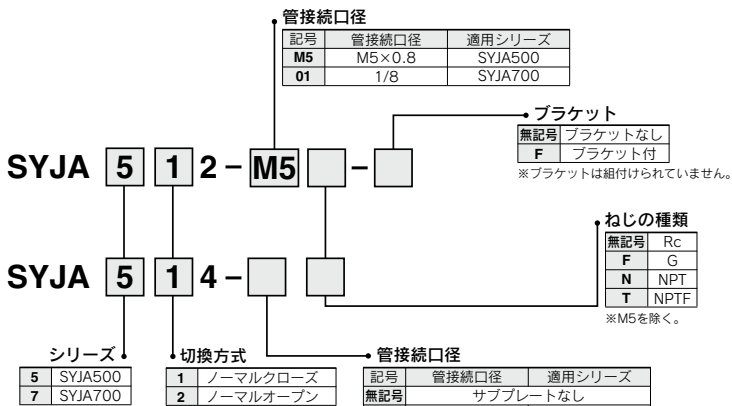 管接続口径
記号 管接続口径 適用シリーズ
M5 M5×0.8 SYJA500
01 1/8 SYJA700
ブラケット
無記号 ブラケットなし
F ブラケット付
※ブラケットは組付けられていません。
SYJA 5 1 2-M5 -
ねじの種類
無記号 Rc
F G
N NPT
T NPTF
※M5を除く。
SYJA 5 1 4-
シリーズ
5 SYJA500
7 SYJA700
切換方式
1 ノーマルクローズ
2 ノーマルオープン
管接続口径
記号 管接続口径 適用シリーズ
無記号 サブプレートなし